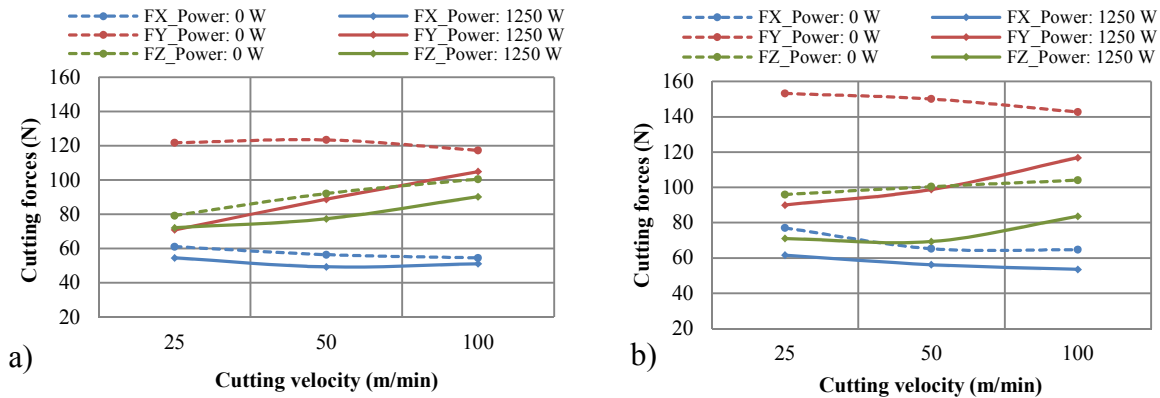 FX_Power: 0 W FX_Power: 1250 W
FY_Power: 0 W FY_Power: 1250 W
FZ_Power: 0 W FZ_Power: 1250 W
160
140
120
100
80
60
40
20
Cutting forces (N)
25 50 100
Cutting velocity (m/min)
a)
FX_Power: 0 W FX_Power: 1250 W
FY_Power: 0 W FY_Power: 1250 W
FZ_Power: 0 W FZ_Power: 1250 W
160
140
120
100
80
60
40
20
Cutting forces (N)
25 50 100
Cutting velocity (m/min)
b)